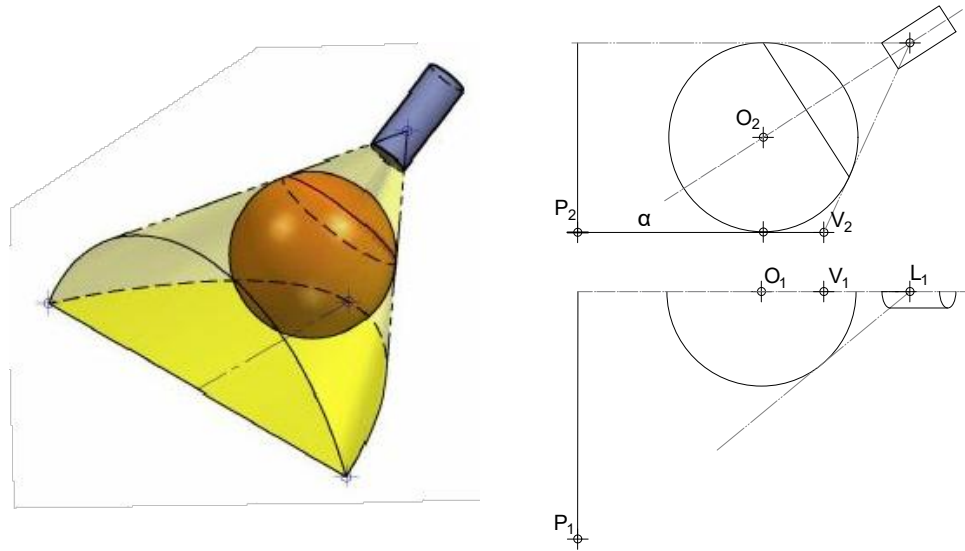 O₂
P₂ α V₂
O₁ V₁ L₁
P₁